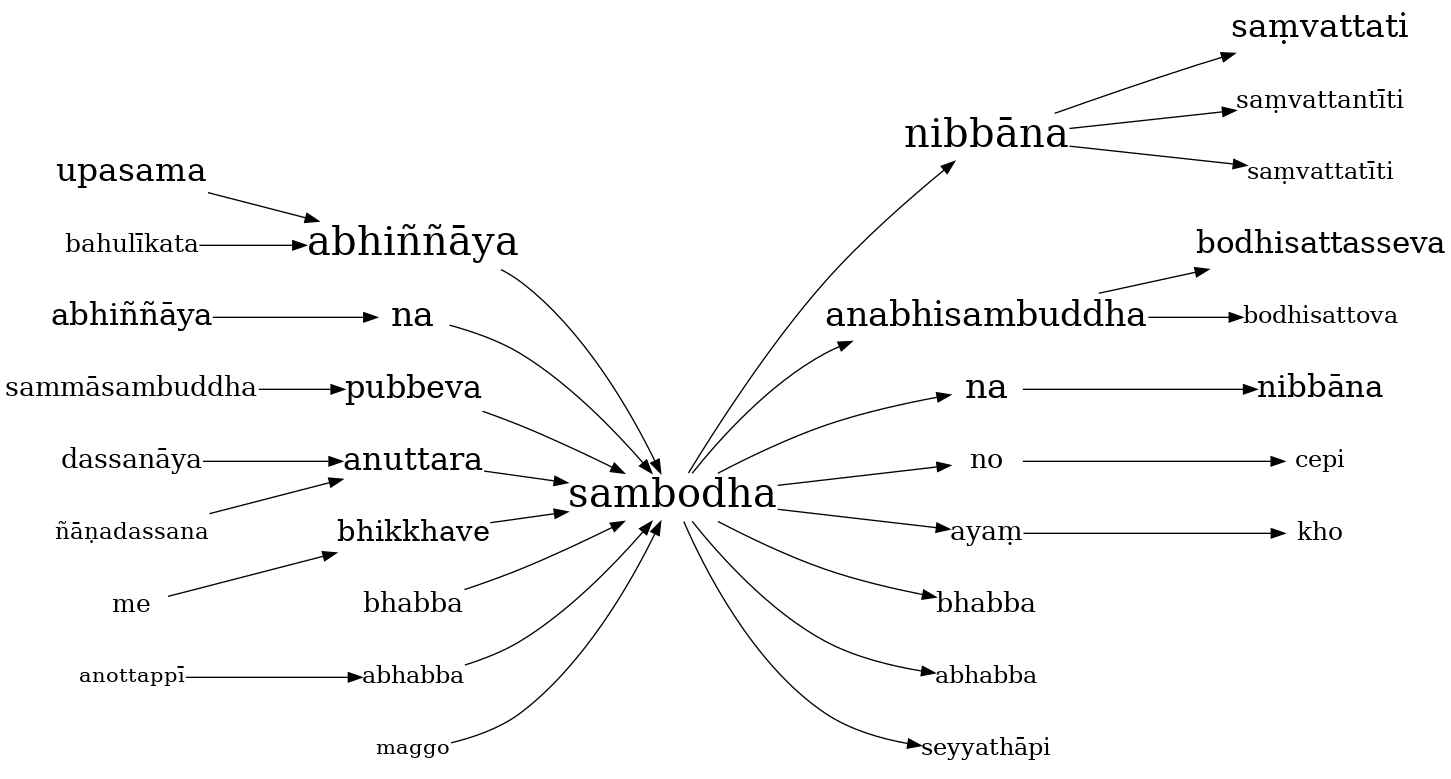 saṃvattati
saṃvattantīti
nibbāna
upasama
saṃvattatīti
bahulīkata
abhiññāya
bodhisattasseva
abhiññāya
na
anabhisambuddha
bodhisattova
sammāsambuddha
pubbeva
na
nibbāna
dassanāya
anuttara
no
cepi
sambodha
ñāṇadassana
bhikkhave
ayaṃ
kho
me
bhabba
bhabba
anottappī
abhabba
abhabba
maggo
seyyathāpi